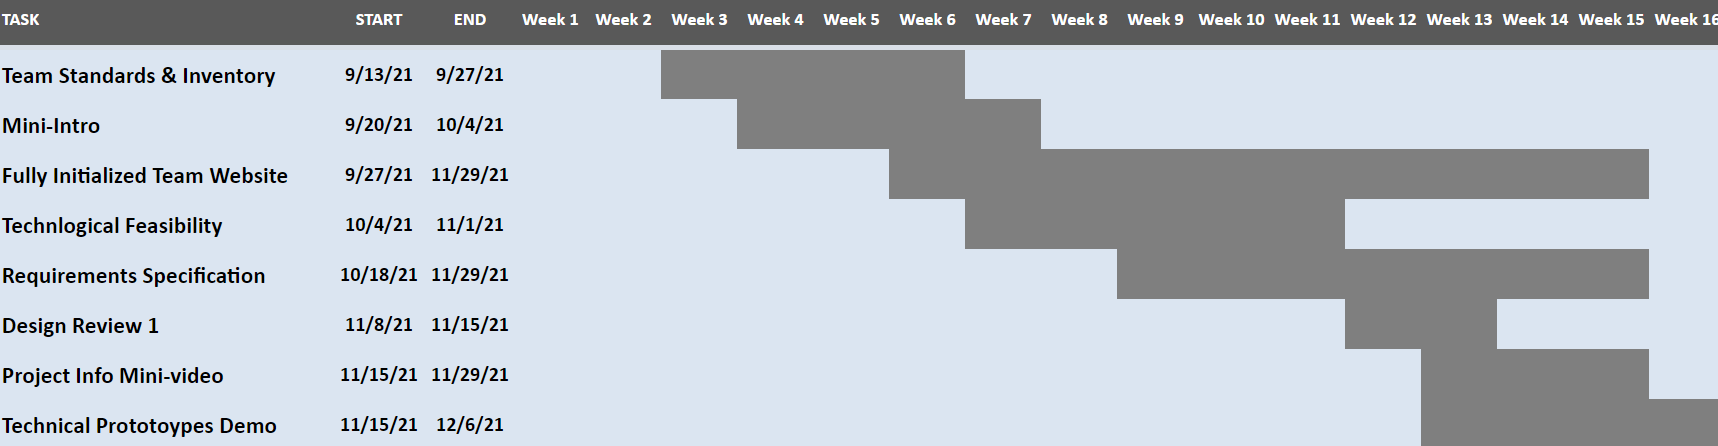 TASK START END Week 1 Week 2 Week 3 Week 4 Week 5 Week 6 Week 7 Week 8 Week 9 Week 10 Week 11 Week 12 Week 13 Week 14 Week 15 Week 16
Team Standards & Inventory 9/13/21 9/27/21
Mini-Intro 9/20/21 10/4/21
Fully Initialized Team Website 9/27/21 11/29/21
Technlogical Feasibility 10/4/21 11/1/21
Requirements Specification 10/18/21 11/29/21
Design Review 1 11/8/21 11/15/21
Project Info Mini-video 11/15/21 11/29/21
Technical Prototoypes Demo 11/15/21 12/6/21